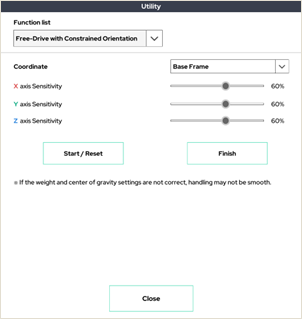 Utility
Function list
Free-Drive with Constrained Orientation
Coordinate Base Frame
X axis Sensitivity 60%
Y axis Sensitivity 60%
Z axis Sensitivity 60%
Start / Reset Finish
※ If the weight and center of gravity settings are not correct, handling may not be smooth.
Close